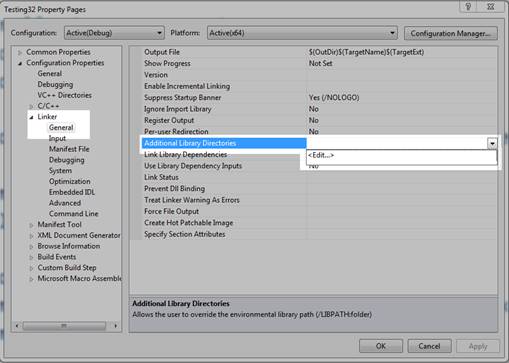 Testing32 Property Pages
Configuration: Active(Debug) Platform: Active(x64) Configuration Manager...
Common Properties
Configuration Properties
General
Debugging
VC++ Directories
C/C++
Linker
General
Input
Manifest File
Debugging
System
Optimization
Embedded IDL
Advanced
Command Line
Manifest Tool
XML Document Generator
Browse Information
Build Events
Custom Build Step
Microsoft Macro Assemble
Output File $(OutDir)$(TargetName)$(TargetExt)
Show Progress Not Set
Version
Enable Incremental Linking
Suppress Startup Banner Yes (/NOLOGO)
Ignore Import Library No
Register Output No
Per-user Redirection No
Additional Library Directories
Link Library Dependencies <Edit...>
Use Library Dependency Inputs No
Link Status
Prevent Dll Binding
Treat Linker Warning As Errors
Force File Output
Create Hot Patchable Image
Specify Section Attributes
Additional Library Directories
Allows the user to override the environmental library path (/LIBPATH:folder)
OK Cancel Apply